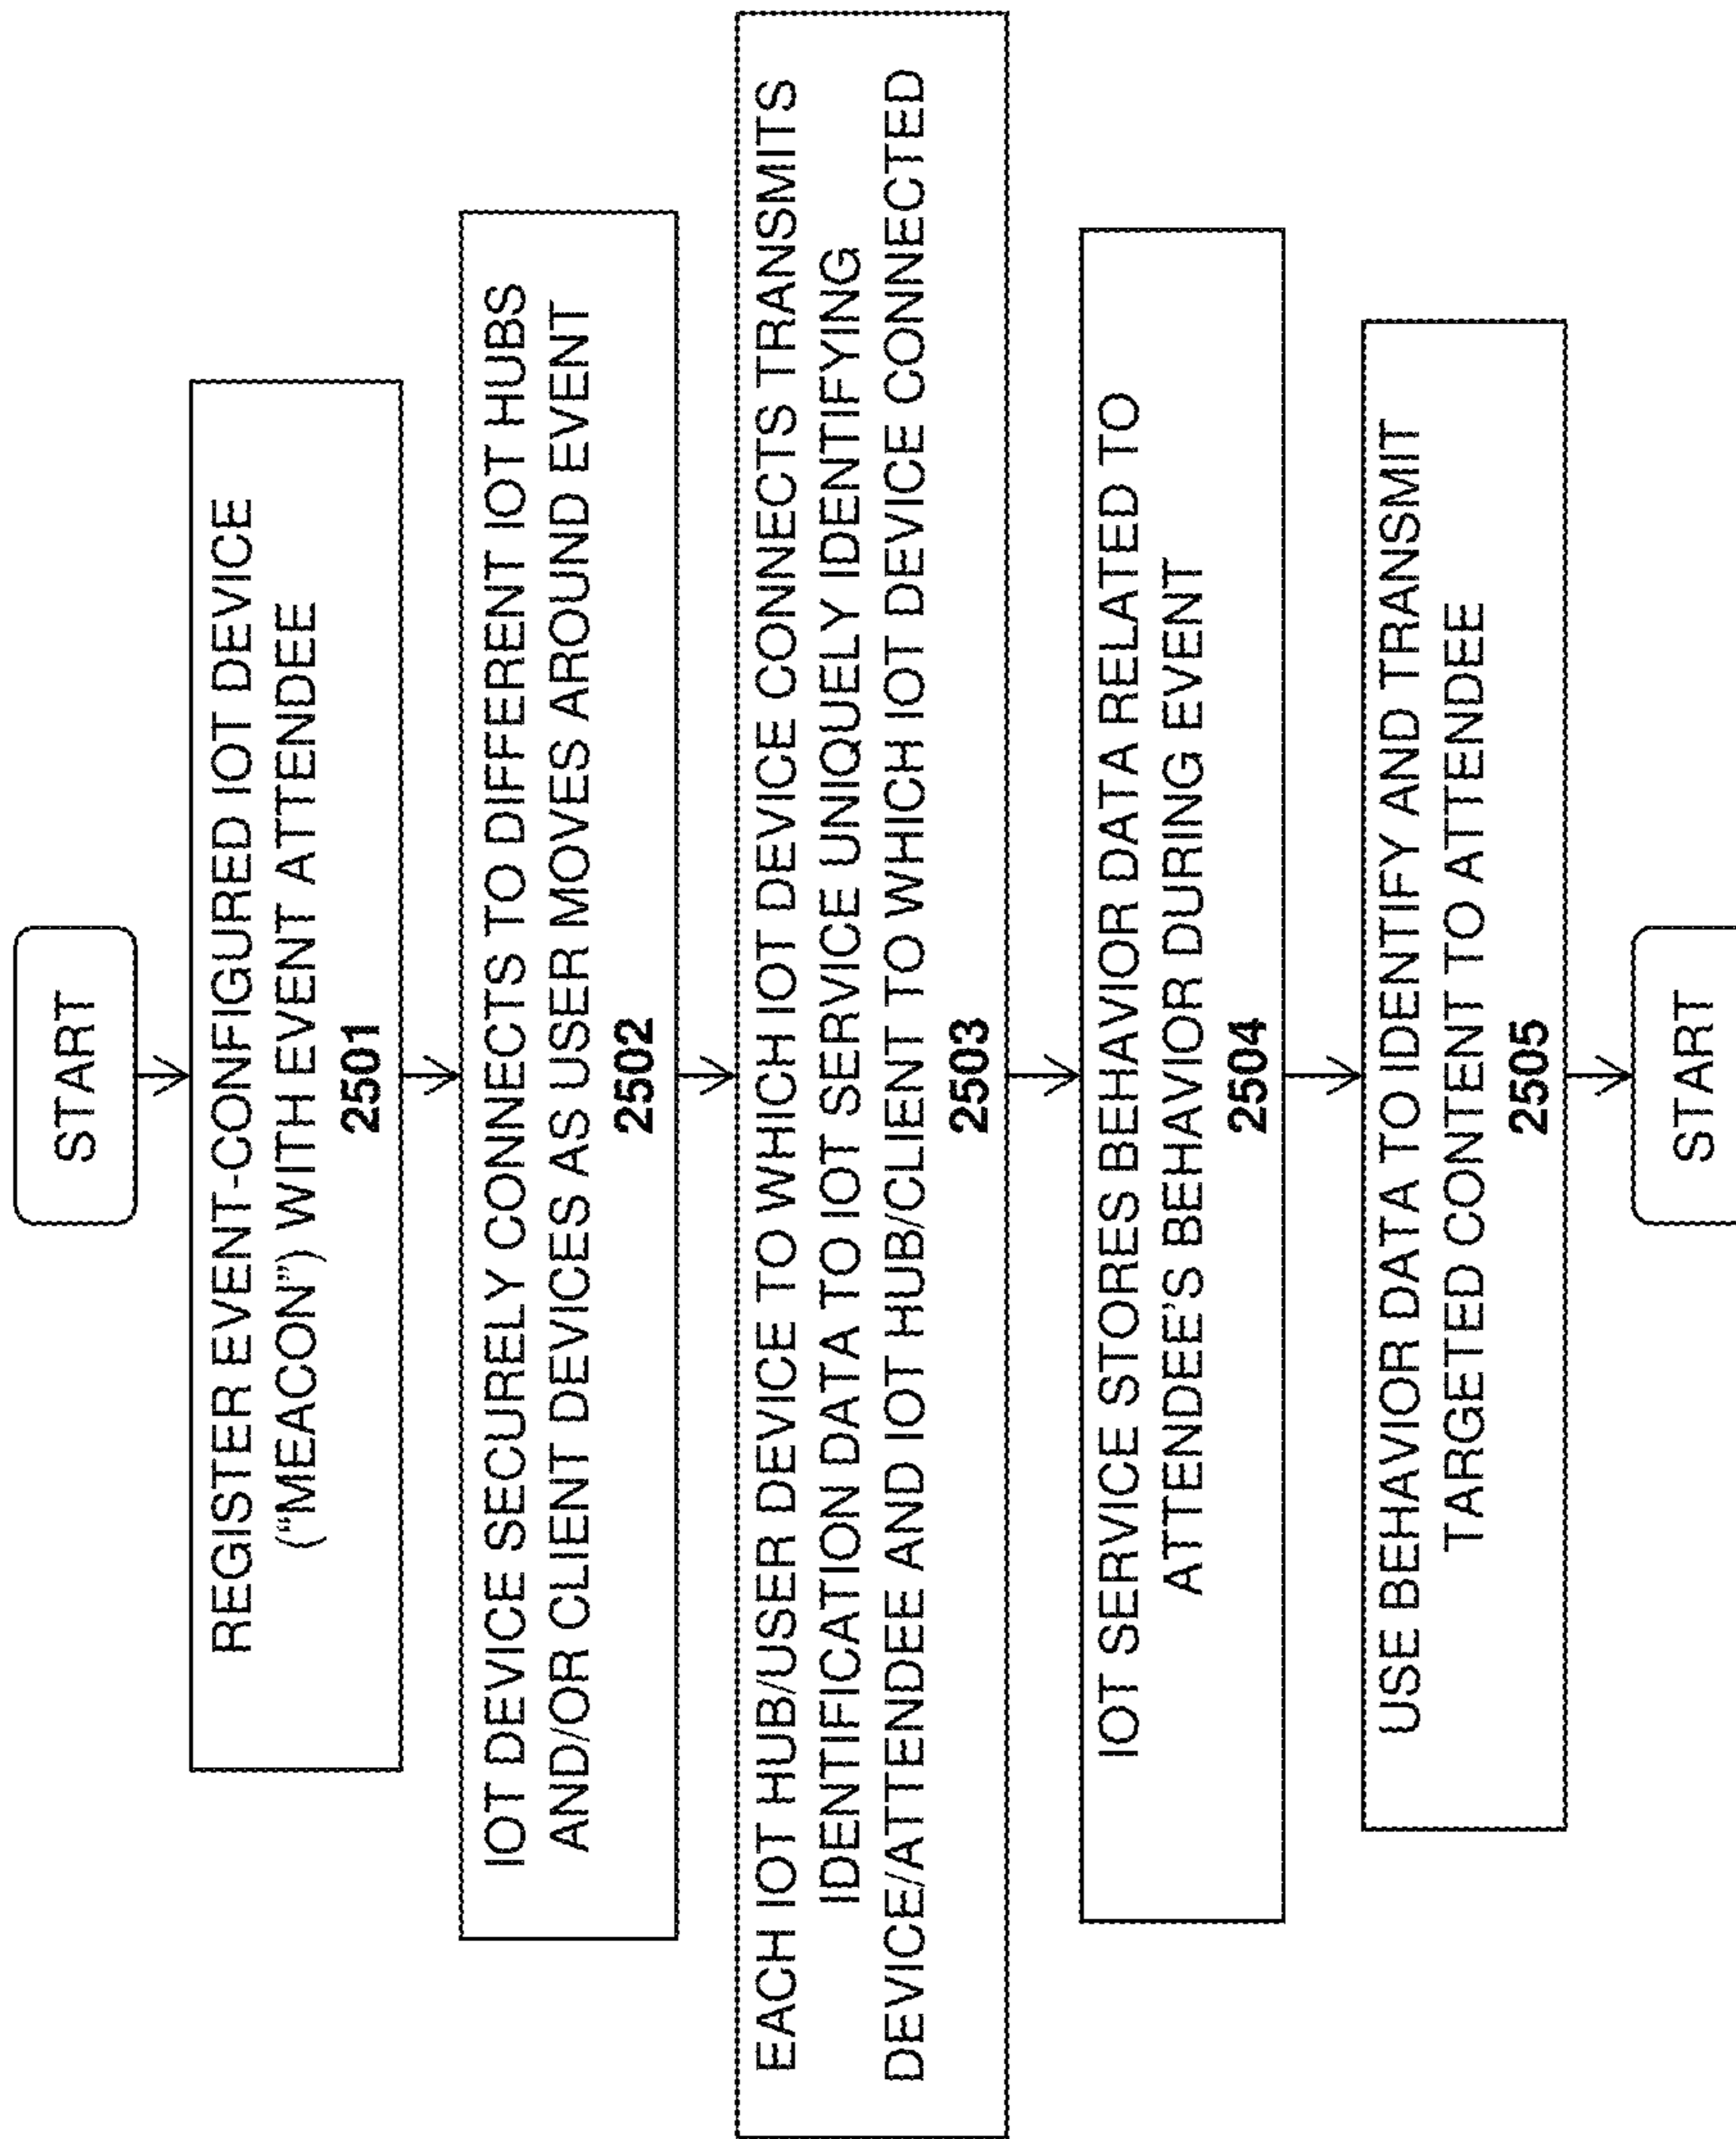 START
REGISTER EVENT-CONFIGURED IOT DEVICE
(“MEACON”) WITH EVENT ATTENDEE
2501
IOT DEVICE SECURELY CONNECTS TO DIFFERENT IOT HUBS
AND/OR CLIENT DEVICES AS USER MOVES AROUND EVENT
2502
EACH IOT HUB/USER DEVICE TO WHICH IOT DEVICE CONNECTS TRANSMITS
IDENTIFICATION DATA TO IOT SERVICE UNIQUELY IDENTIFYING
DEVICE/ATTENDEE AND IOT HUB/CLIENT TO WHICH IOT DEVICE CONNECTED
2503
IOT SERVICE STORES BEHAVIOR DATA RELATED TO
ATTENDEE’S BEHAVIOR DURING EVENT
2504
USE BEHAVIOR DATA TO IDENTIFY AND TRANSMIT
TARGETED CONTENT TO ATTENDEE
2505
START